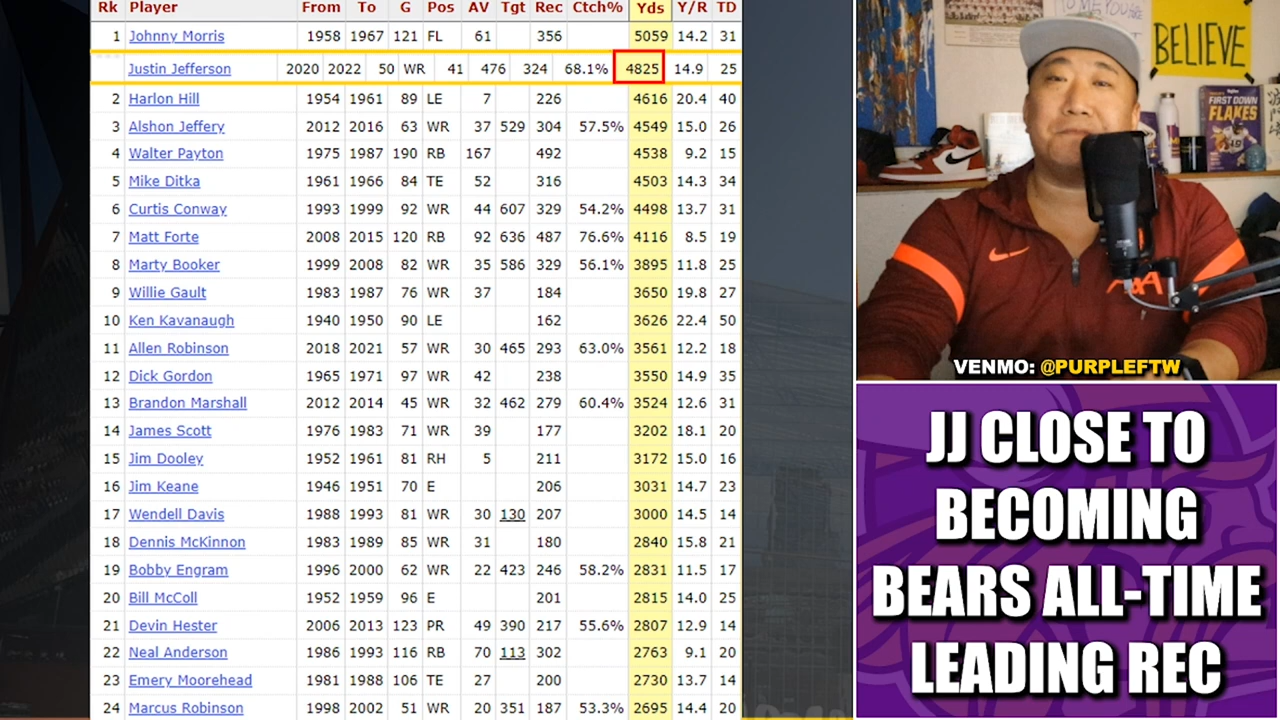 Rk Player From To G Pos AV Tgt Rec Ctch% Yds Y/R TD
1 Johnny Morris 1958 1967 121 FL 61 356 5059 14.2 31
Justin Jefferson 2020 2022 50 WR 41 476 324 68.1% 4825 14.9 25
2 Harlon Hill 1954 1961 89 LE 7 226 4616 20.4 40
3 Alshon Jeffery 2012 2016 63 WR 37 529 304 57.5% 4549 15.0 26
4 Walter Payton 1975 1987 190 RB 167 492 4538 9.2 15
5 Mike Ditka 1961 1966 84 TE 52 316 4503 14.3 34
6 Curtis Conway 1993 1999 92 WR 44 607 329 54.2% 4498 13.7 31
7 Matt Forte 2008 2015 120 RB 92 636 487 76.6% 4116 8.5 19
8 Marty Booker 1999 2008 82 WR 35 586 329 56.1% 3895 11.8 25
9 Willie Gault 1983 1987 76 WR 37 184 3650 19.8 27
10 Ken Kavanaugh 1940 1950 90 LE 162 3626 22.4 50
11 Allen Robinson 2018 2021 57 WR 30 465 293 63.0% 3561 12.2 18
12 Dick Gordon 1965 1971 97 WR 42 238 3550 14.9 35
13 Brandon Marshall 2012 2014 45 WR 32 462 279 60.4% 3524 12.6 31
14 James Scott 1976 1983 71 WR 39 177 3202 18.1 20
15 Jim Dooley 1952 1961 81 RH 5 211 3172 15.0 16
16 Jim Keane 1946 1951 70 E 206 3031 14.7 23
17 Wendell Davis 1988 1993 81 WR 30 130 207 3000 14.5 14
18 Dennis McKinnon 1983 1989 85 WR 31 180 2840 15.8 21
19 Bobby Engram 1996 2000 62 WR 22 423 246 58.2% 2831 11.5 17
20 Bill McColl 1952 1959 96 E 201 2815 14.0 25
21 Devin Hester 2006 2013 123 PR 49 390 217 55.6% 2807 12.9 14
22 Neal Anderson 1986 1993 116 RB 70 113 302 2763 9.1 20
23 Emery Moorehead 1981 1988 106 TE 27 200 2730 13.7 14
24 Marcus Robinson 1998 2002 51 WR 20 351 187 53.3% 2695 14.4 20
BELIEVE
FIRST DOWN
FLAKES
VENMO: @PURPLEFTW
JJ CLOSE TO
BECOMING
BEARS ALL-TIME
LEADING REC